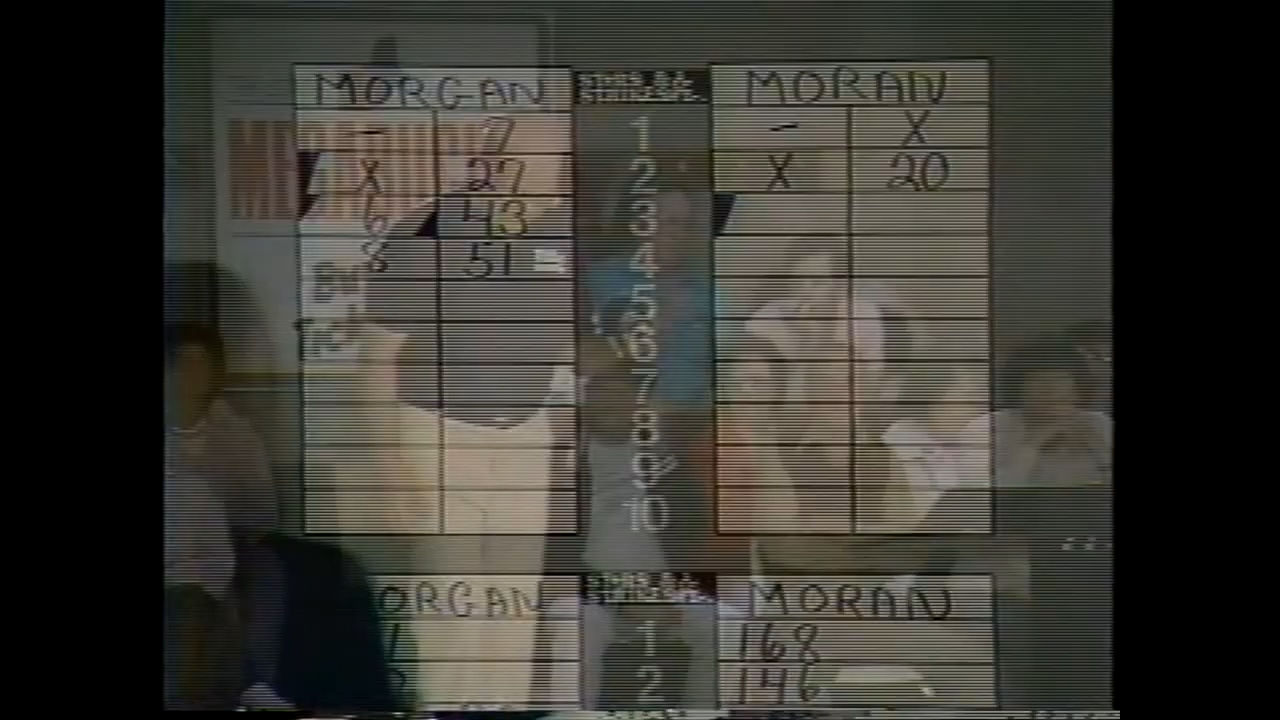 MORGAN MORAN
- 7 1 - X
X 27 2 X 20
6 43 3
8 51 4
5
6
7
8
9
10
ORGAN MORAN
1 168
2 146